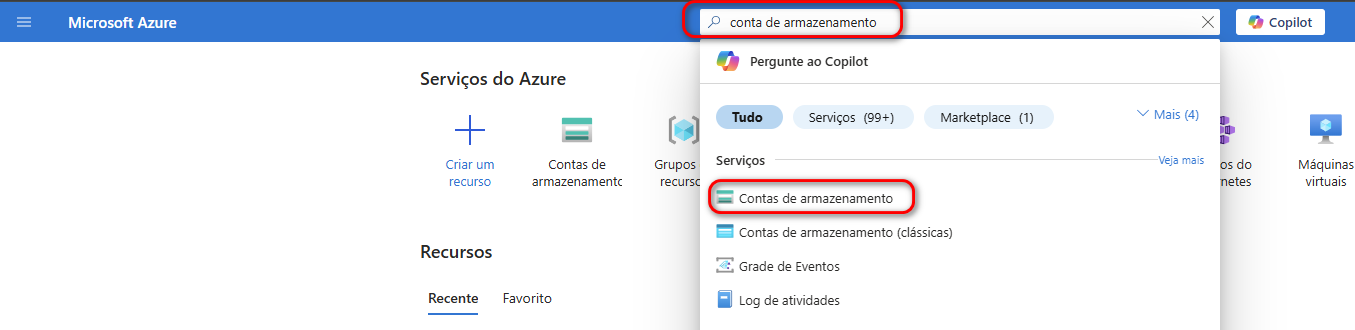 Microsoft Azure
conta de armazenamento
Copilot
Pergunte ao Copilot
Serviços do Azure
Tudo
Serviços (99+)
Marketplace (1)
Mais (4)
Criar um
recurso
Contas de
armazenamento
Grupos
recurso
os do
netes
Máquinas
virtuais
Serviços
Veja mais
Contas de armazenamento
Contas de armazenamento (clássicas)
Grade de Eventos
Log de atividades
Recursos
Recente
Favorito